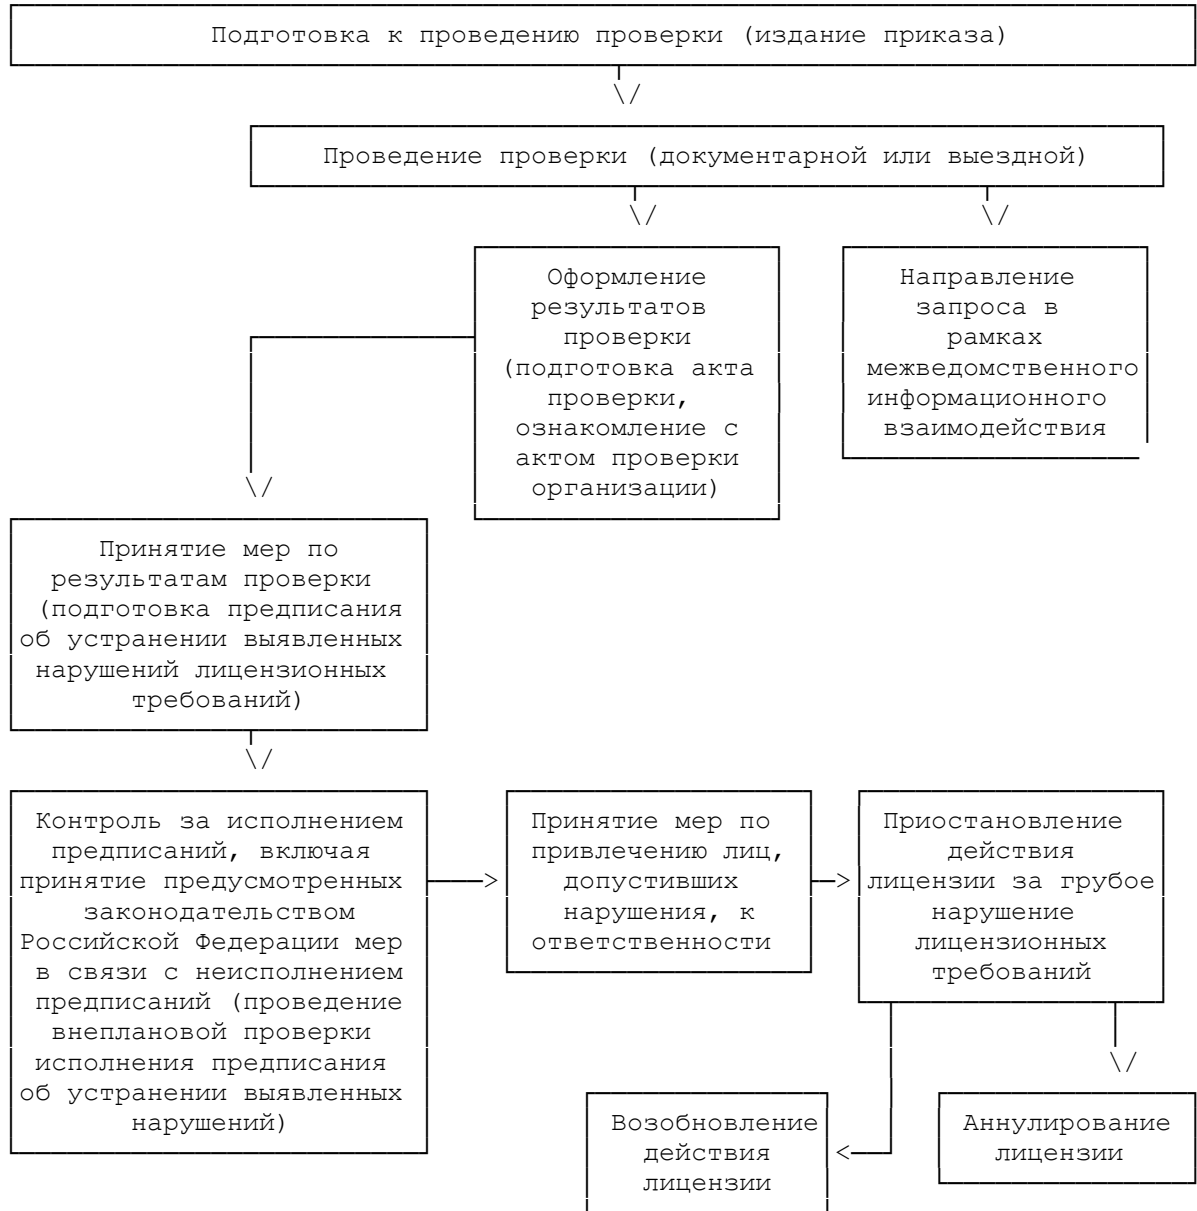 Подготовка к проведению проверки (издание приказа)
Проведение проверки (документарной или выездной)
Оформление
результатов
проверки
(подготовка акта
проверки,
ознакомление с
актом проверки
организации)
Направление
запроса в
рамках
межведомственного
информационного
взаимодействия
Принятие мер по
результатам проверки
(подготовка предписания
об устранении выявленных
нарушений лицензионных
требований)
Контроль за исполнением
предписаний, включая
принятие предусмотренных
законодательством
Российской Федерации мер
в связи с неисполнением
предписаний (проведение
внеплановой проверки
исполнения предписания
об устранении выявленных
нарушений)
Принятие мер по
привлечению лиц,
допустивших
нарушения, к
ответственности
Приостановление
действия
лицензии за грубое
нарушение
лицензионных
требований
Возобновление
действия
лицензии
Аннулирование
лицензии